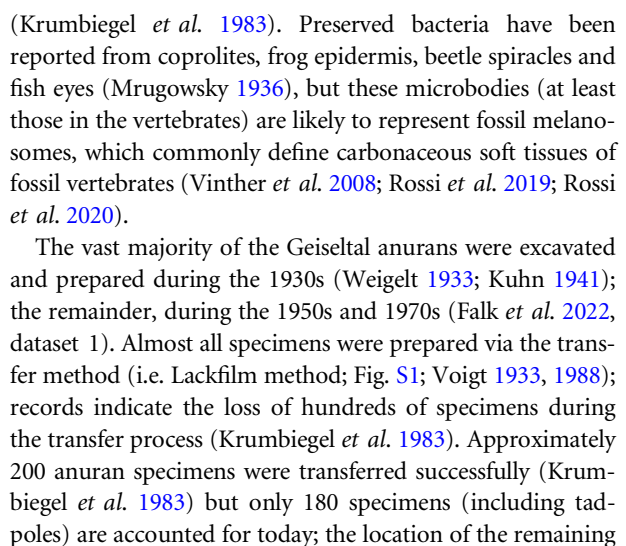 (Krumbiegel et al. 1983). Preserved bacteria have been
reported from coprolites, frog epidermis, beetle spiracles and
fish eyes (Mrugowsky 1936), but these microbodies (at least
those in the vertebrates) are likely to represent fossil melano-
somes, which commonly define carbonaceous soft tissues of
fossil vertebrates (Vinther et al. 2008; Rossi et al. 2019; Rossi
et al. 2020).
The vast majority of the Geiseltal anurans were excavated
and prepared during the 1930s (Weigelt 1933; Kuhn 1941);
the remainder, during the 1950s and 1970s (Falk et al. 2022,
dataset 1). Almost all specimens were prepared via the trans-
fer method (i.e. Lackfilm method; Fig. S1; Voigt 1933, 1988);
records indicate the loss of hundreds of specimens during
the transfer process (Krumbiegel et al. 1983). Approximately
200 anuran specimens were transferred successfully (Krum-
biegel et al. 1983) but only 180 specimens (including tad-
poles) are accounted for today; the location of the remaining